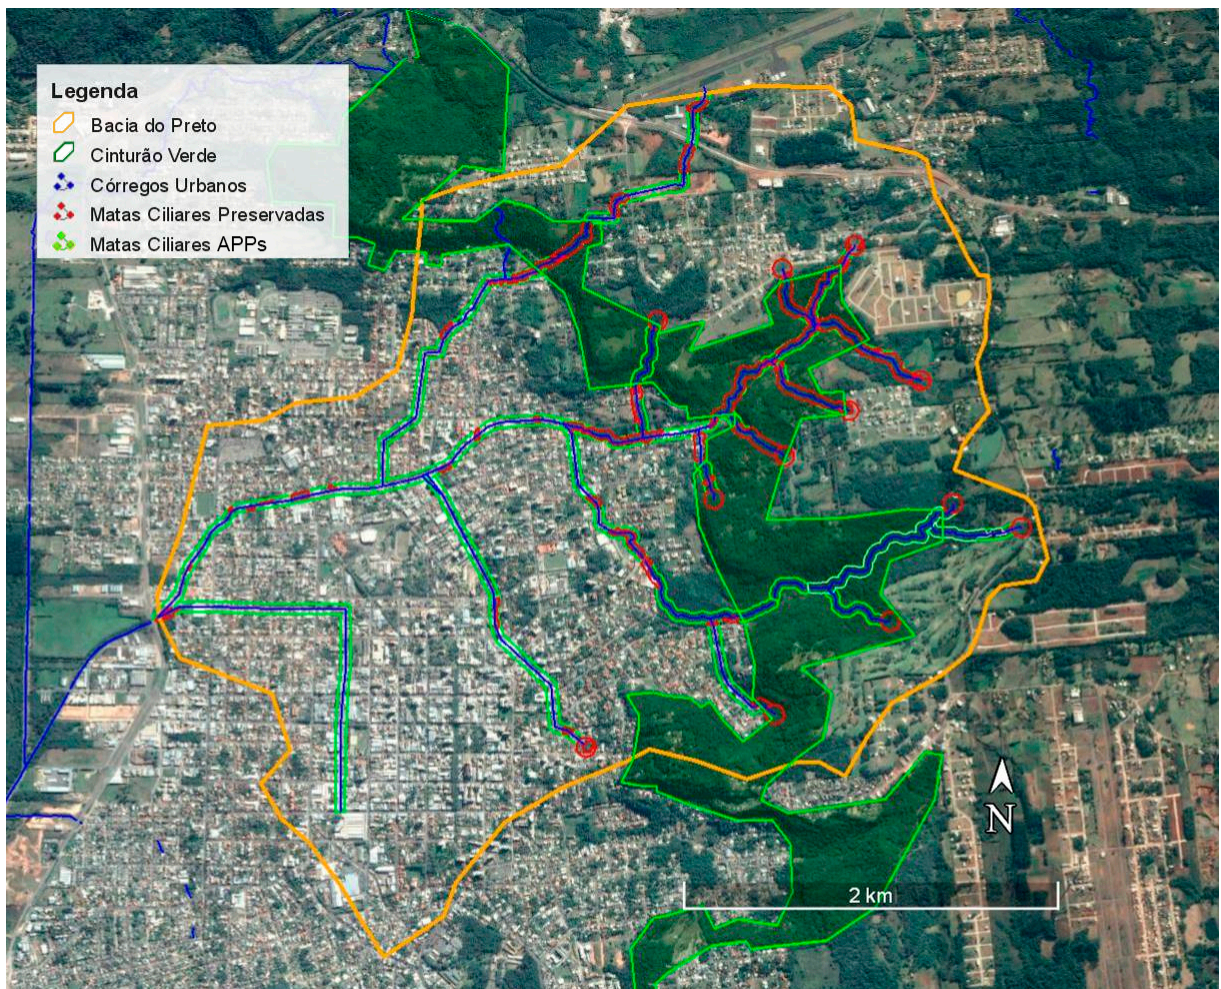 Legenda
Bacia do Preto
Cinturão Verde
Córregos Urbanos
Matas Ciliares Preservadas
Matas Ciliares APPs
N
2 km